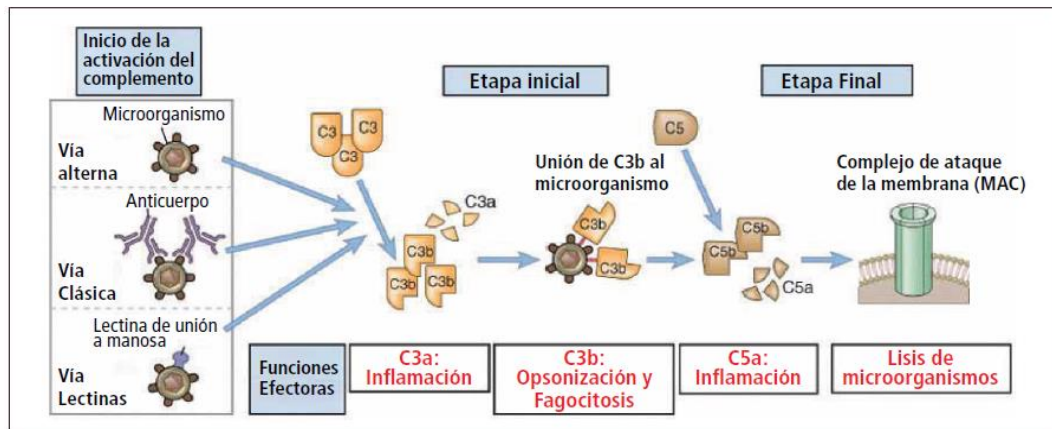 Inicio de la
activación del
complemento
Etapa inicial
Etapa Final
Microorganismo
Vía
alterna
Anticuerpo
Vía
Clásica
Lectina de unión
a manosa
Vía
Lectinas
C3
C3
C3
C3a
C3b
C3b
C3b
Unión de C3b al
microorganismo
C3b
C3b
C5
C5b
C5b
C5a
Complejo de ataque
de la membrana (MAC)
Funciones
Efectoras
C3a:
Inflamación
C3b:
Opsonización y
Fagocitosis
C5a:
Inflamación
Lisis de
microorganismos